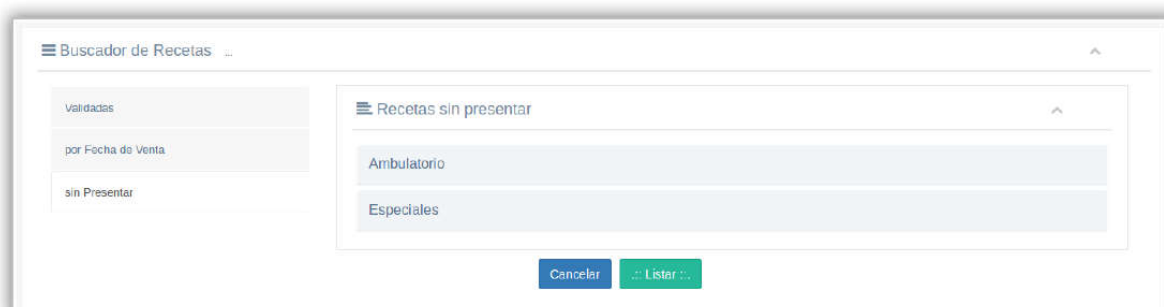 Buscador de Recetas ...
Validadas
por Fecha de Venta
sin Presentar
Recetas sin presentar
Ambulatorio
Especiales
Cancelar
.:: Listar ::.